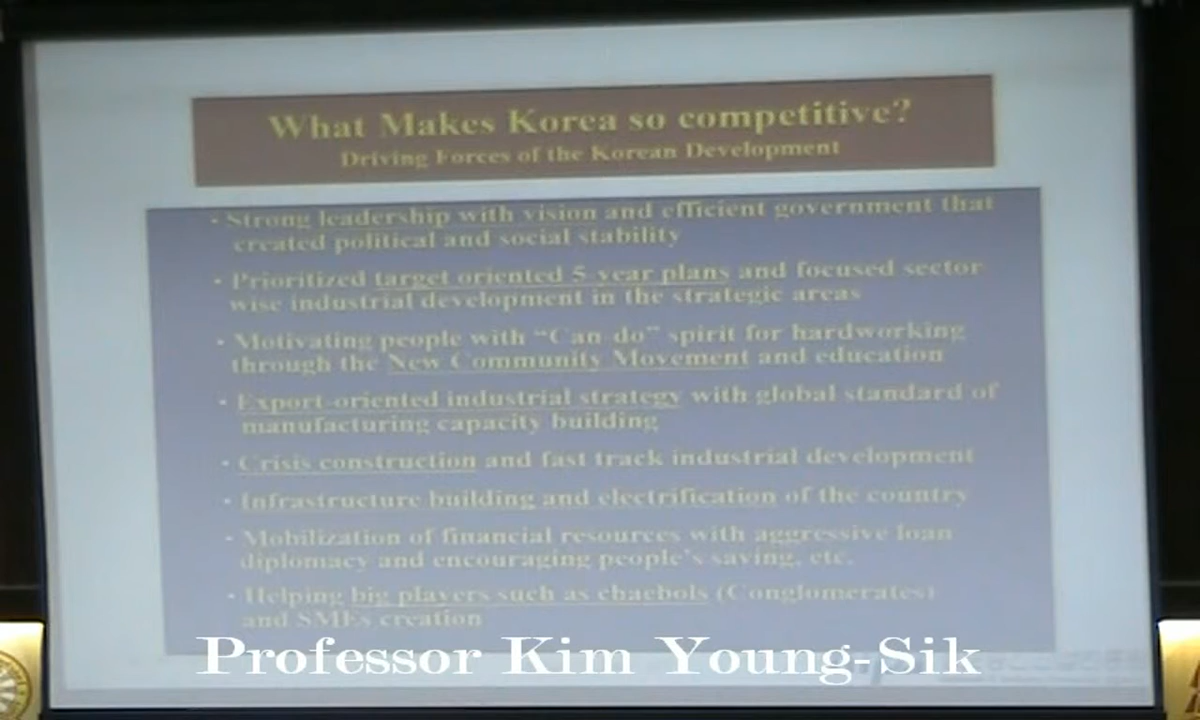 What Makes Korea so competitive?
Driving Forces of the Korean Development
• Strong leadership with vision and efficient government that
created political and social stability
• Prioritized target oriented 5-year plans and focused sector
wise industrial development in the strategic areas
• Motivating people with “Can do” spirit for hardworking
through the New Community Movement and education
• Export-oriented industrial strategy with global standard of
manufacturing capacity building
• Crisis construction and fast track industrial development
• Infrastructure building and electrification of the country
• Mobilization of financial resources with aggressive loan
diplomacy and encouraging people's saving, etc.
• Helping big players such as chaebols (Conglomerates)
and SMEs creation
Professor Kim Young-Sik